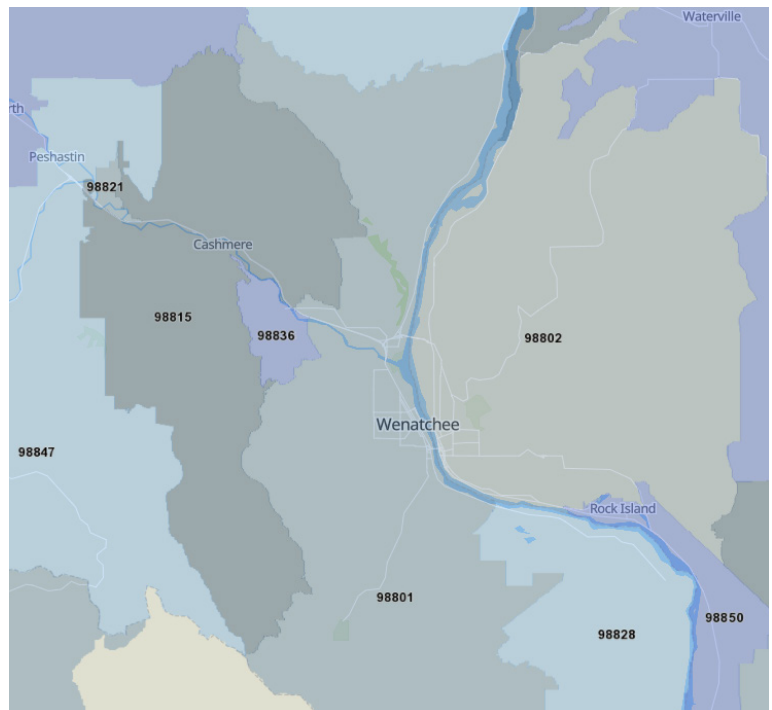 Waterville
rth
Peshastin
98821
Cashmere
98815
98836
98802
Wenatchee
98847
Rock Island
98801
98850
98828